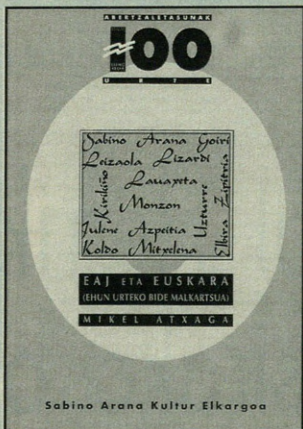 ABERTZALETASUNAK
100
URTE
Sabino Arana Goiri
Leizaola Lizardi
Kirikiño
Lauaxeta
Monzon
Uzturre
Elbira Zipitria
Julene Azpeitia
Koldo Mitxelena
EAJ ETA EUSKARA
(EHUN URTEKO BIDE MALKARTSUA)
MIKEL ATXAGA
Sabino Arana Kultur Elkargoa